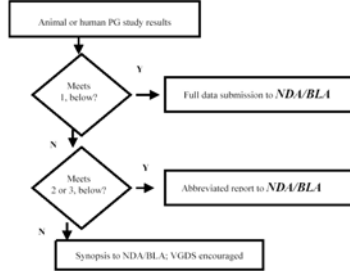 Animal or human PG study results
Y
Meets
1, below?
Full data submission to NDA/BLA
N
Y
Meets
2 or 3, below?
Abbreviated report to NDA/BLA
N
Synopsis to NDA/BLA; VGDS encouraged